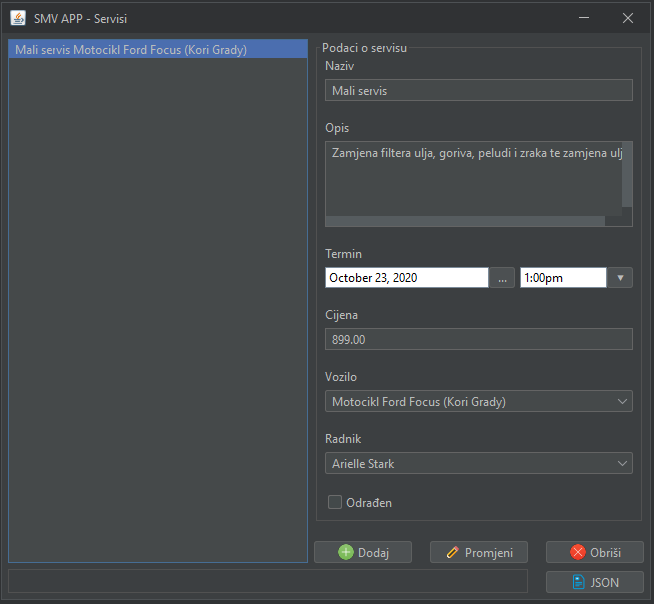 SMV APP - Servisi
Mali servis Motocikl Ford Focus (Kori Grady)
Podaci o servisu
Naziv
Mali servis
Opis
Zamjena filtera ulja, goriva, peludi i zraka te zamjena ulj
Termin
October 23, 2020 ... 1:00pm
Cijena
899.00
Vozilo
Motocikl Ford Focus (Kori Grady)
Radnik
Arielle Stark
Odrađen
Dodaj Promjeni Obriši
JSON